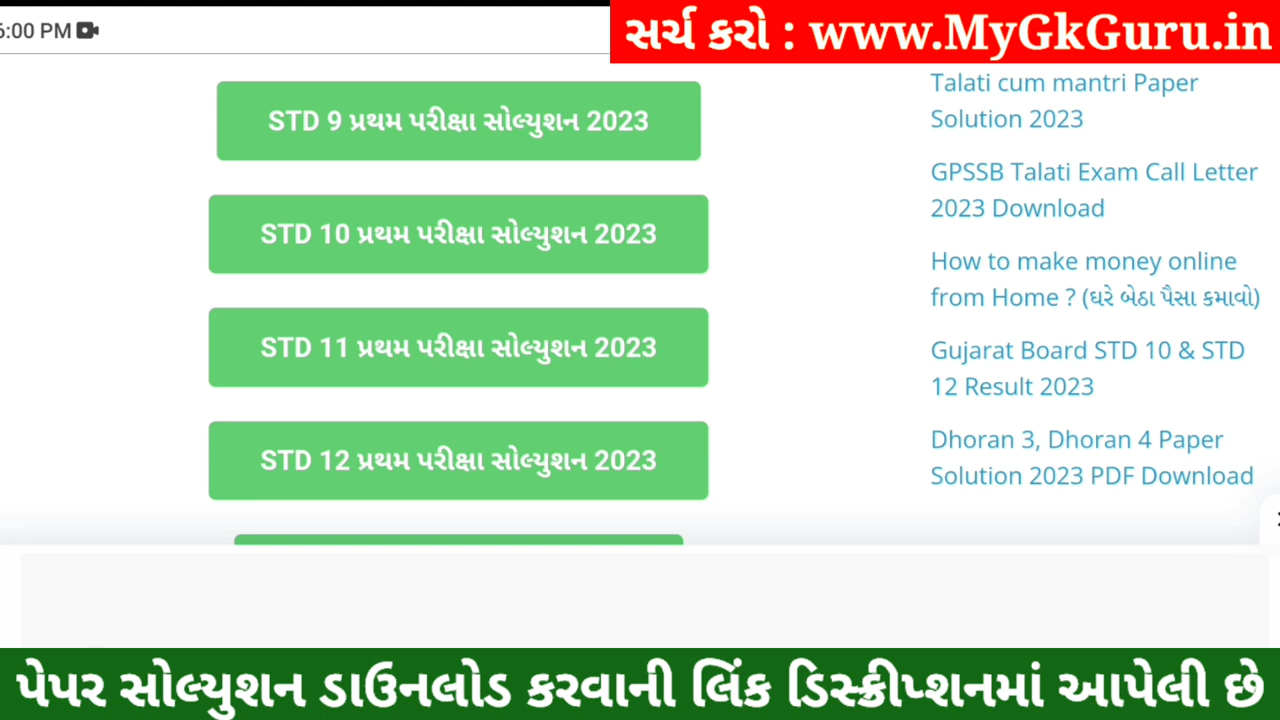 6:00 PM
સર્ચ કરો : www.MyGkGuru.in
STD 9 પ્રથમ પરીક્ષા સોલ્યુશન 2023
STD 10 પ્રથમ પરીક્ષા સોલ્યુશન 2023
STD 11 પ્રથમ પરીક્ષા સોલ્યુશન 2023
STD 12 પ્રથમ પરીક્ષા સોલ્યુશન 2023
Talati cum mantri Paper
Solution 2023
GPSSB Talati Exam Call Letter
2023 Download
How to make money online
from Home ? (ઘરે બેઠા પૈસા કમાવો)
Gujarat Board STD 10 & STD
12 Result 2023
Dhoran 3, Dhoran 4 Paper
Solution 2023 PDF Download
પેપર સોલ્યુશન ડાઉનલોડ કરવાની લિંક ડિસ્ક્રીપ્શનમાં આપેલી છે